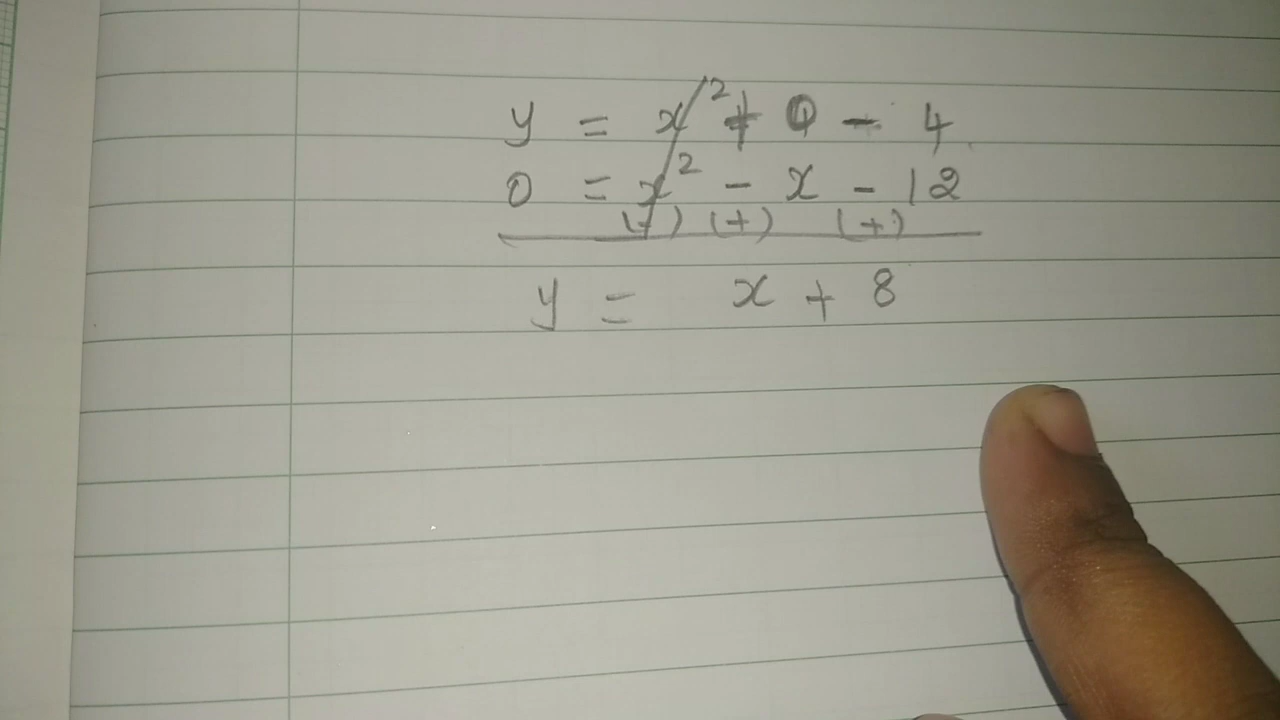 y = x² + 0 - 4
0 = x² - x - 12
(-) (+) (+)
y = x + 8